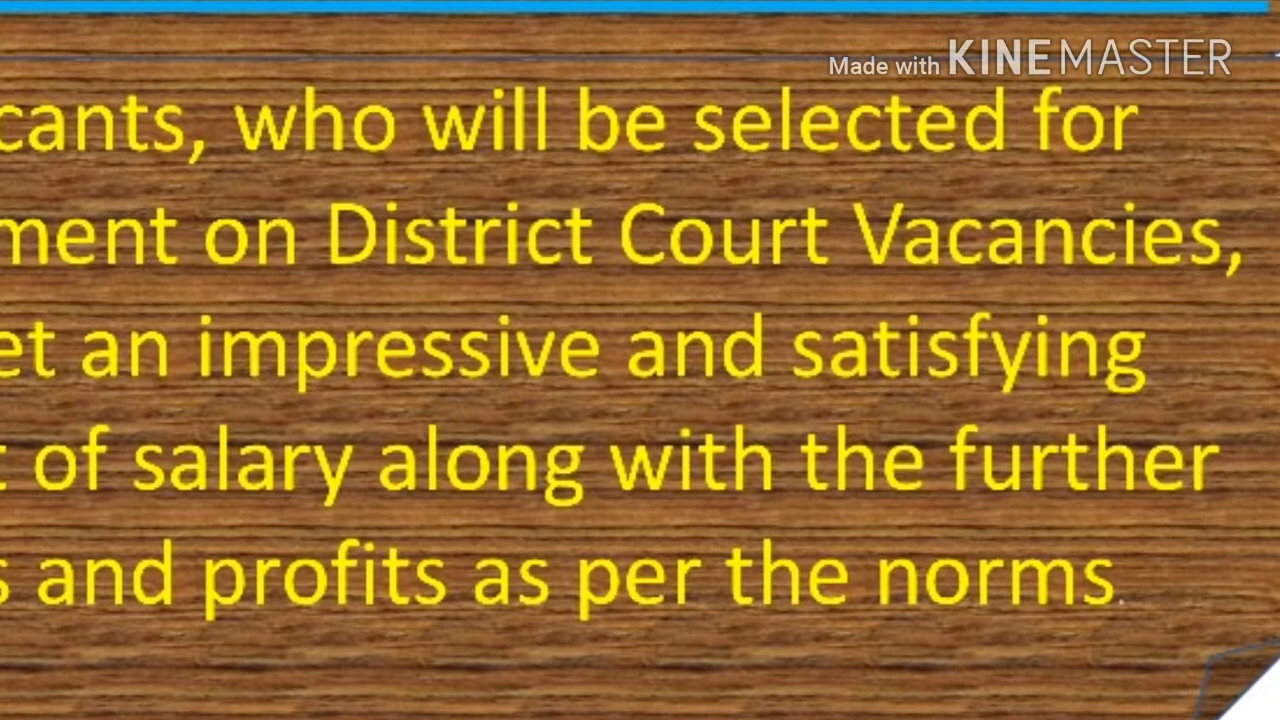 Made with KINEMASTER
cants, who will be selected for
ment on District Court Vacancies,
et an impressive and satisfying
of salary along with the further
s and profits as per the norms.